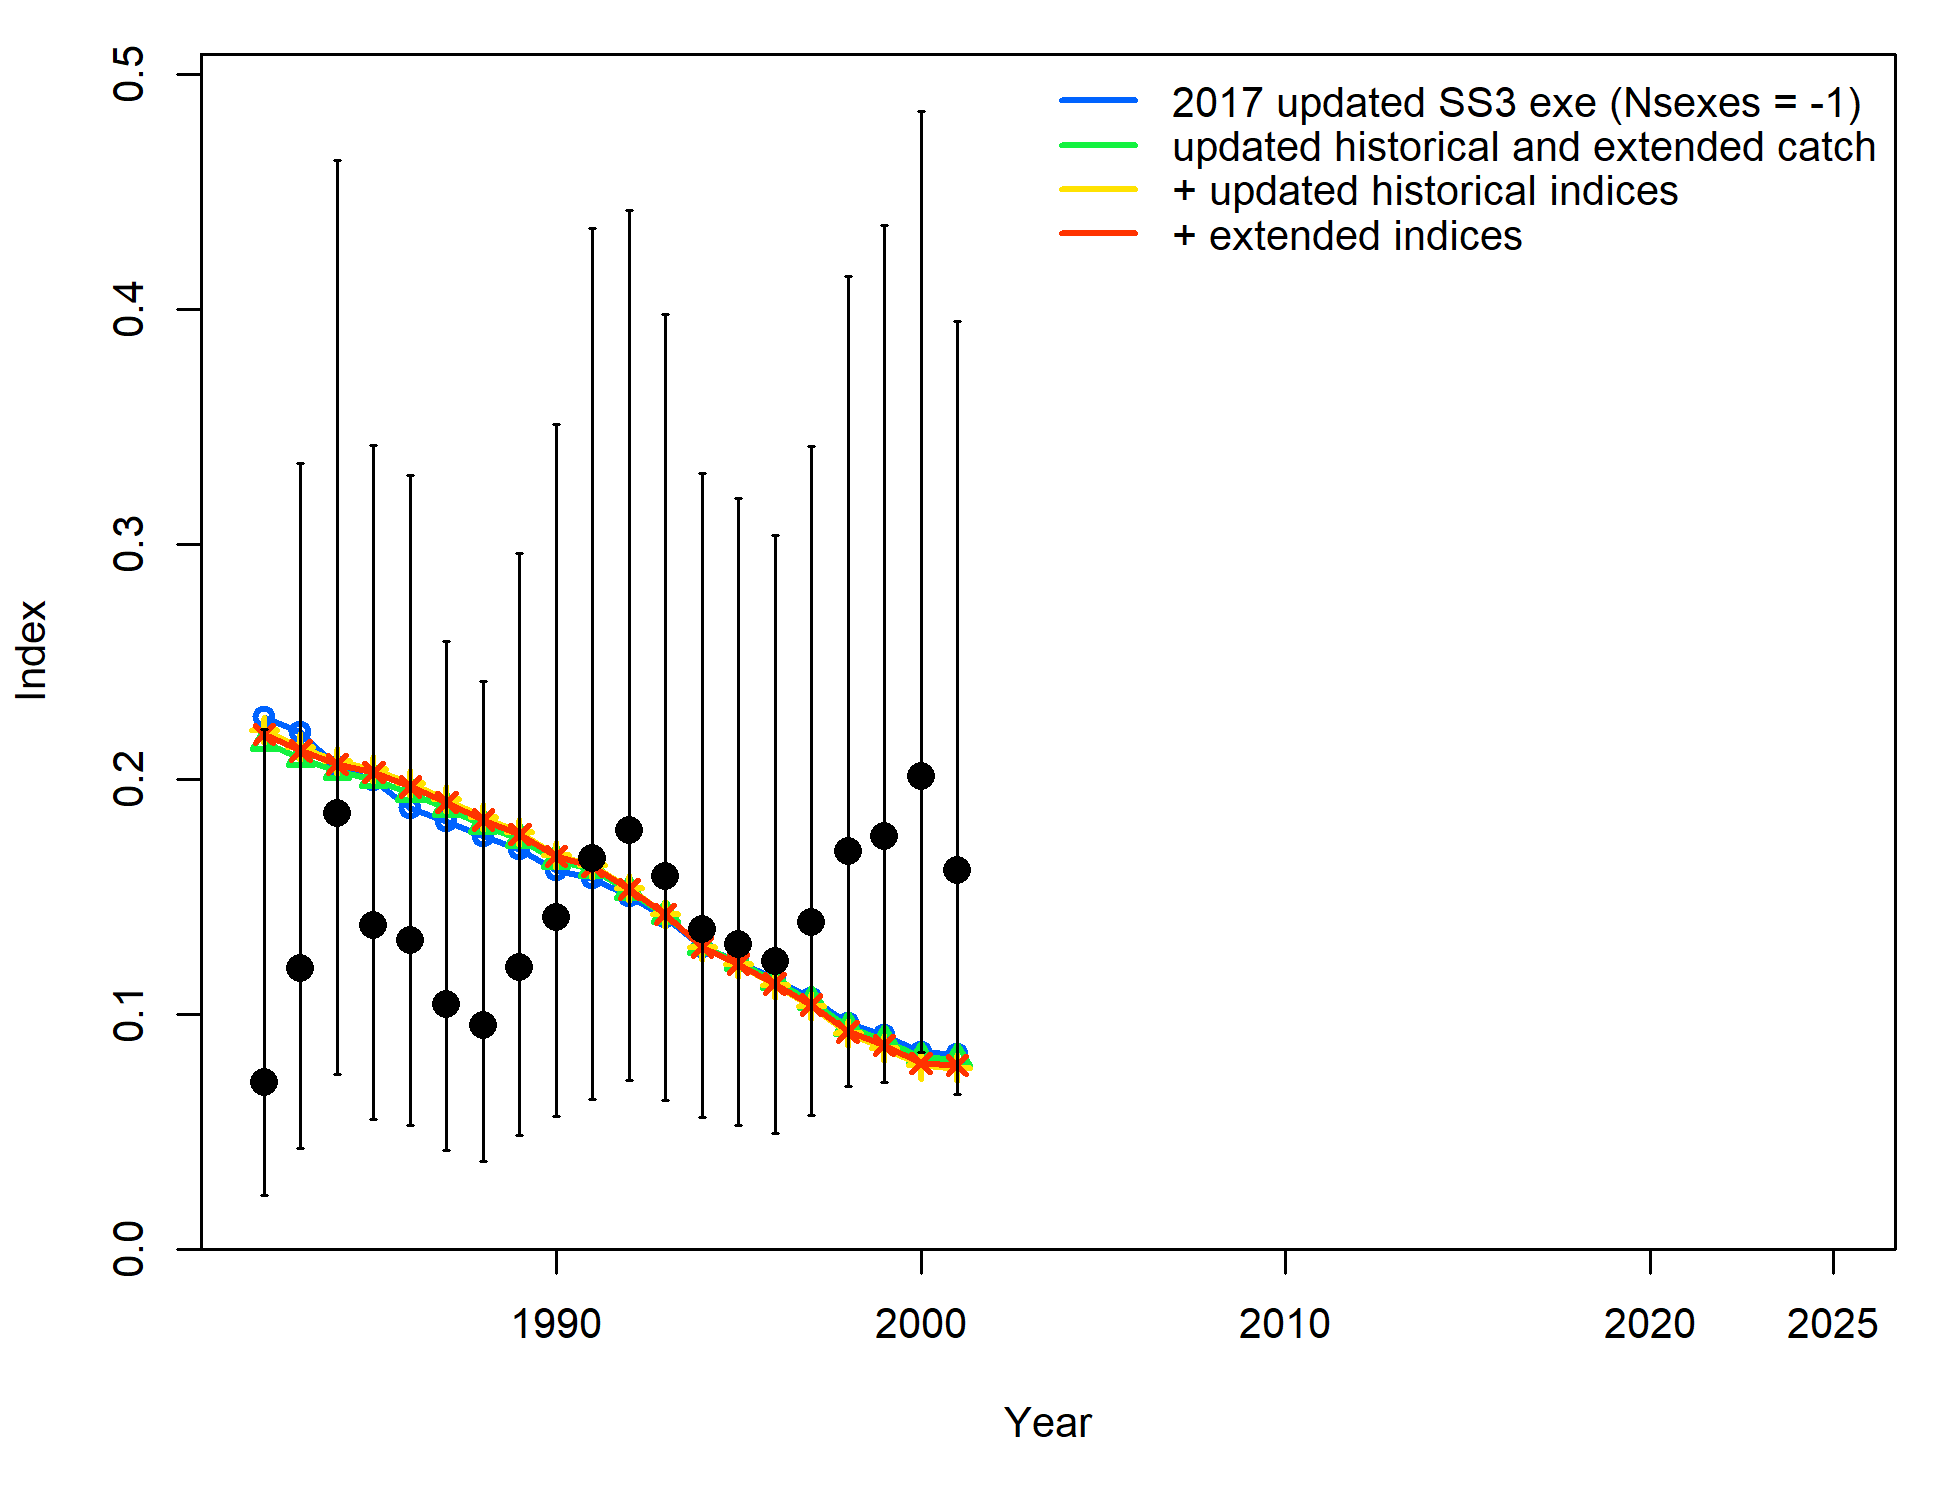 2017 updated SS3 exe (Nsexes = -1)
updated historical and extended catch
+ updated historical indices
+ extended indices
0.5
0.4
0.3
0.2
0.1
0.0
Index
1990 2000 2010 2020 2025
Year